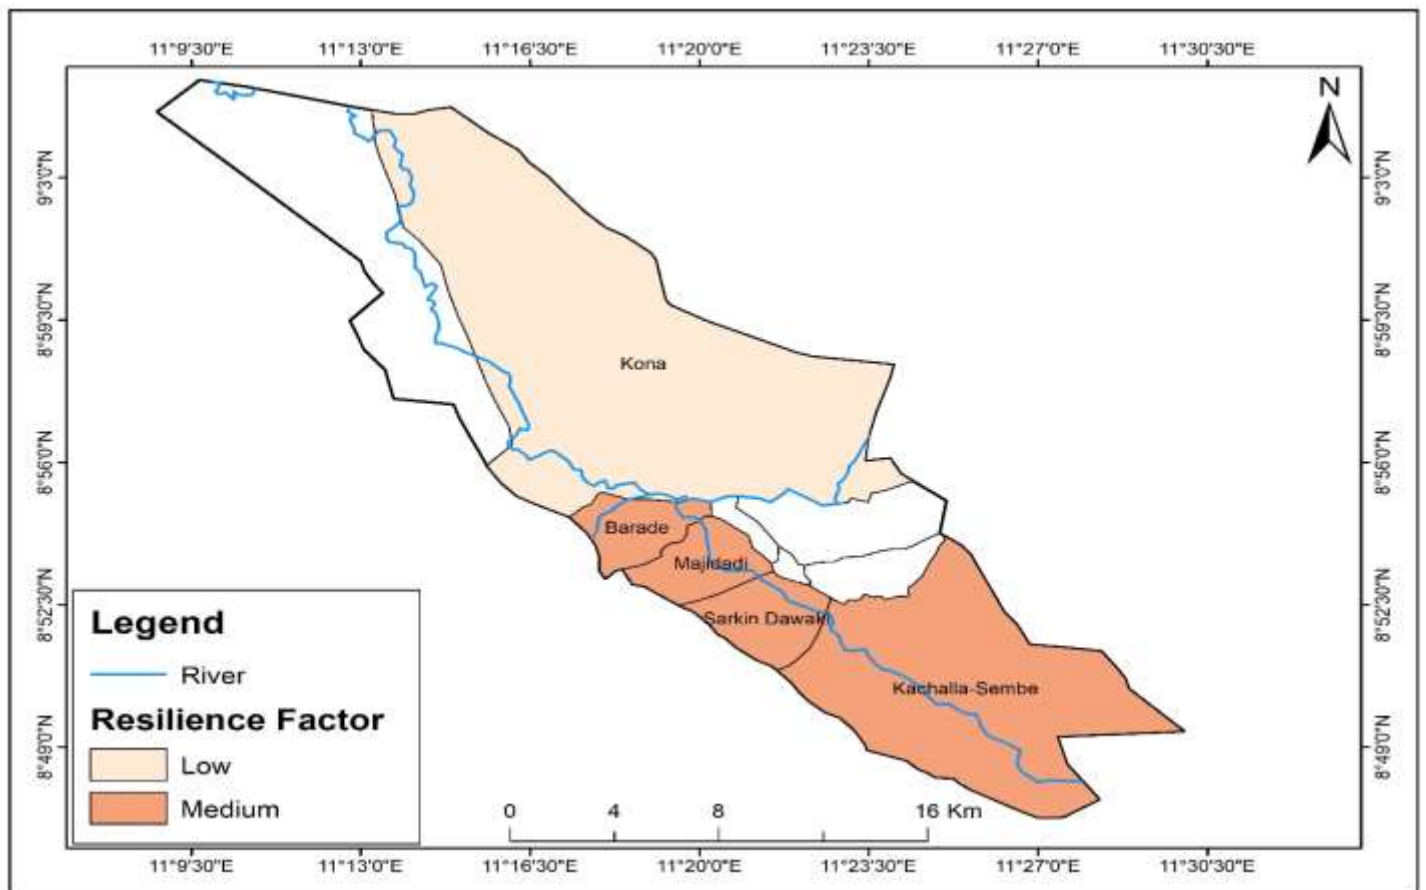 11°9'30"E 11°13'0"E 11°16'30"E 11°20'0"E 11°23'30"E 11°27'0"E 11°30'30"E
N
9°3'0"N
9°3'0"N
8°59'30"N
8°59'30"N
Kona
8°56'0"N
8°56'0"N
Barade
Majidadi
8°52'30"N
8°52'30"N
Sarkin Dawaki
Kachalla-Sembe
8°49'0"N
8°49'0"N
Legend
River
Resilience Factor
Low
Medium
0 4 8 16 Km
11°9'30"E 11°13'0"E 11°16'30"E 11°20'0"E 11°23'30"E 11°27'0"E 11°30'30"E